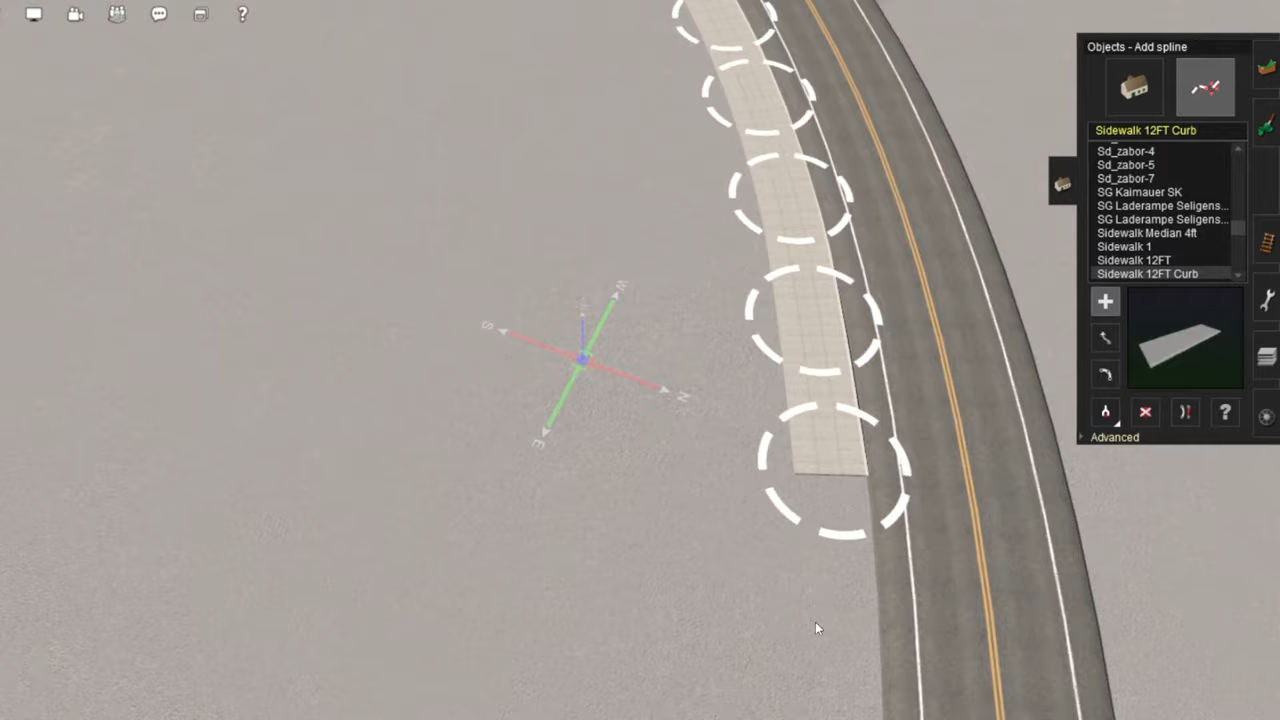 Objects - Add spline
Sidewalk 12FT Curb
Sd_zabor-4
Sd_zabor-5
Sd_zabor-7
SG Kaimauer SK
SG Laderampe Seligens...
SG Laderampe Seligens...
Sidewalk Median 4ft
Sidewalk 1
Sidewalk 12FT
Sidewalk 12FT Curb
W
S
N
E
Advanced